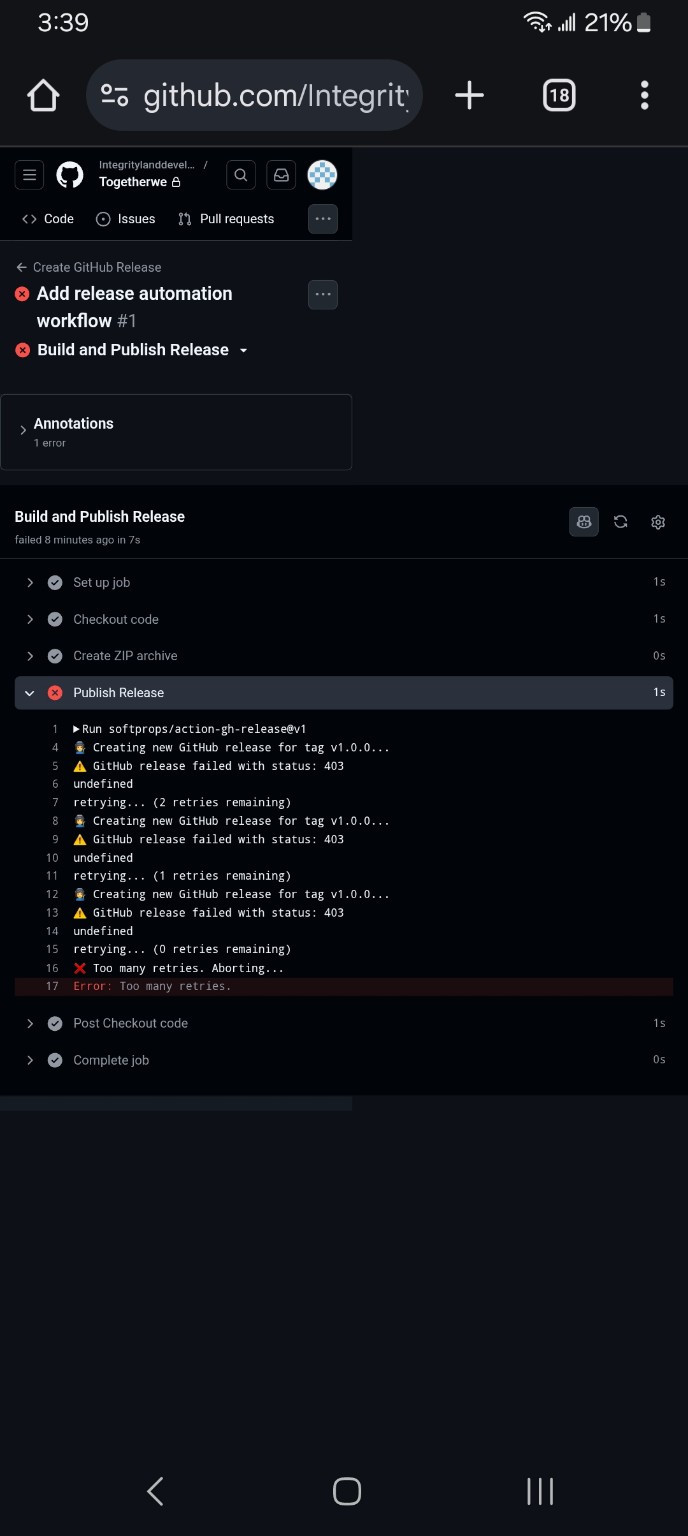 3:39
21%
github.com/Integrity
18
Integritylanddevel... /
Togetherwe
Code
Issues
Pull requests
Create GitHub Release
Add release automation
workflow #1
Build and Publish Release
Annotations
1 error
Build and Publish Release
failed 8 minutes ago in 7s
Set up job 1s
Checkout code 1s
Create ZIP archive 0s
Publish Release 1s
1 ▶Run softprops/action-gh-release@v1
4 👩‍🏭 Creating new GitHub release for tag v1.0.0...
5 ⚠️ GitHub release failed with status: 403
6 undefined
7 retrying... (2 retries remaining)
8 👩‍🏭 Creating new GitHub release for tag v1.0.0...
9 ⚠️ GitHub release failed with status: 403
10 undefined
11 retrying... (1 retries remaining)
12 👩‍🏭 Creating new GitHub release for tag v1.0.0...
13 ⚠️ GitHub release failed with status: 403
14 undefined
15 retrying... (0 retries remaining)
16 ❌ Too many retries. Aborting...
17 Error: Too many retries.
Post Checkout code 1s
Complete job 0s